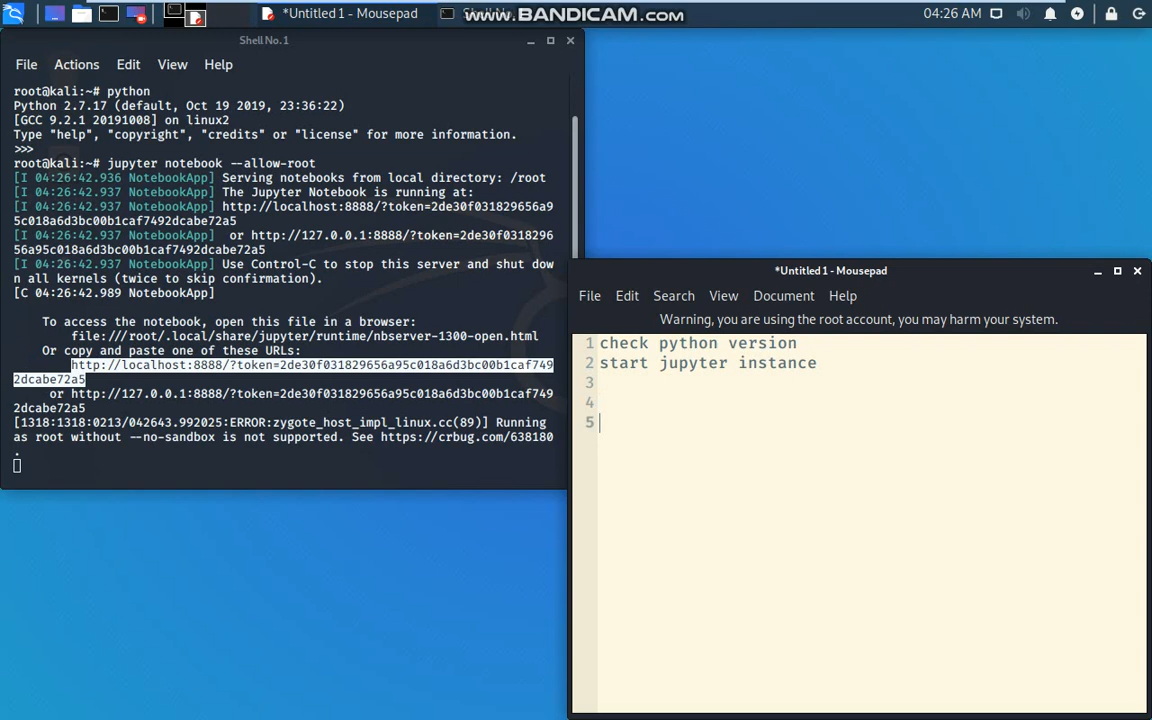 *Untitled 1 - Mousepad
www.BANDICAM.com
04:26 AM
Shell No. 1
File Actions Edit View Help
root@kali:~# python
Python 2.7.17 (default, Oct 19 2019, 23:36:22)
[GCC 9.2.1 20191008] on linux2
Type "help", "copyright", "credits" or "license" for more information.
>>>
root@kali:~# jupyter notebook --allow-root
[I 04:26:42.936 NotebookApp] Serving notebooks from local directory: /root
[I 04:26:42.937 NotebookApp] The Jupyter Notebook is running at:
[I 04:26:42.937 NotebookApp] http://localhost:8888/?token=2de30f031829656a9
5c018a6d3bc00b1caf7492dcabe72a5
[I 04:26:42.937 NotebookApp]  or http://127.0.0.1:8888/?token=2de30f0318296
56a95c018a6d3bc00b1caf7492dcabe72a5
[I 04:26:42.937 NotebookApp] Use Control-C to stop this server and shut dow
n all kernels (twice to skip confirmation).
[C 04:26:42.989 NotebookApp]
To access the notebook, open this file in a browser:
file:///root/.local/share/jupyter/runtime/nbserver-1300-open.html
Or copy and paste one of these URLs:
http://localhost:8888/?token=2de30f031829656a95c018a6d3bc00b1caf749
2dcabe72a5
or http://127.0.0.1:8888/?token=2de30f031829656a95c018a6d3bc00b1caf749
2dcabe72a5
[1318:1318:0213/042643.992025:ERROR:zygote_host_impl_linux.cc(89)] Running
as root without --no-sandbox is not supported. See https://crbug.com/638180
.
*Untitled 1 - Mousepad
File Edit Search View Document Help
Warning, you are using the root account, you may harm your system.
1 check python version
2 start jupyter instance
3
4
5